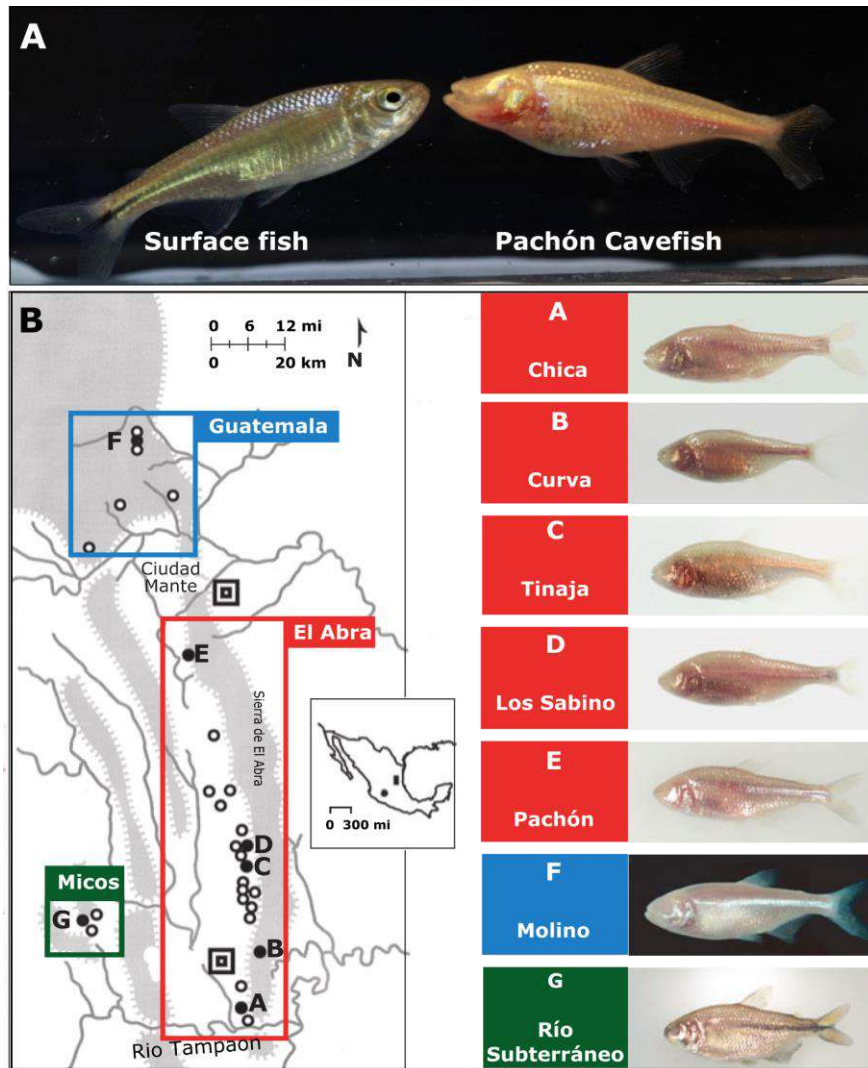 A
Surface fish
Pachón Cavefish
B
0 6 12 mi
0 20 km
N
Guatemala
F
Ciudad
Mante
El Abra
E
Sierra de El Abra
0 300 mi
D
C
Micos
G
B
A
Rio Tampaon
A
Chica
B
Curva
C
Tinaja
D
Los Sabino
E
Pachón
F
Molino
G
Río
Subterráneo